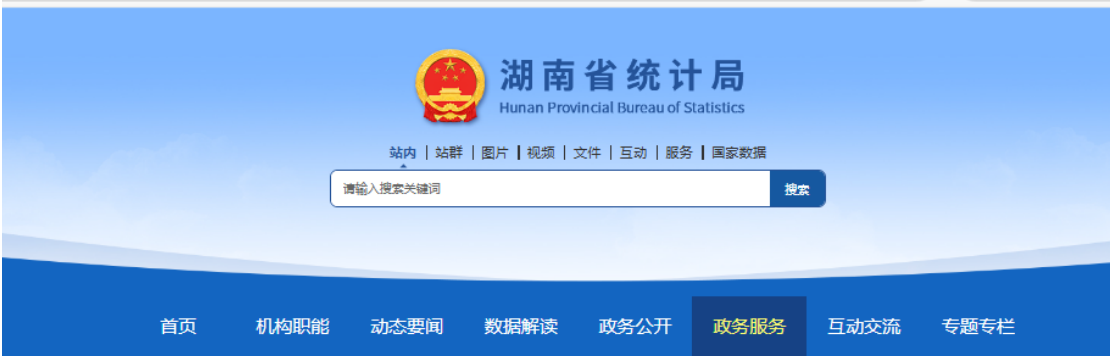 湖南省统计局
Hunan Provincial Bureau of Statistics
站内 | 站群 | 图片 | 视频 | 文件 | 互动 | 服务 | 国家数据
请输入搜索关键词 搜索
首页 机构职能 动态要闻 数据解读 政务公开 政务服务 互动交流 专题专栏